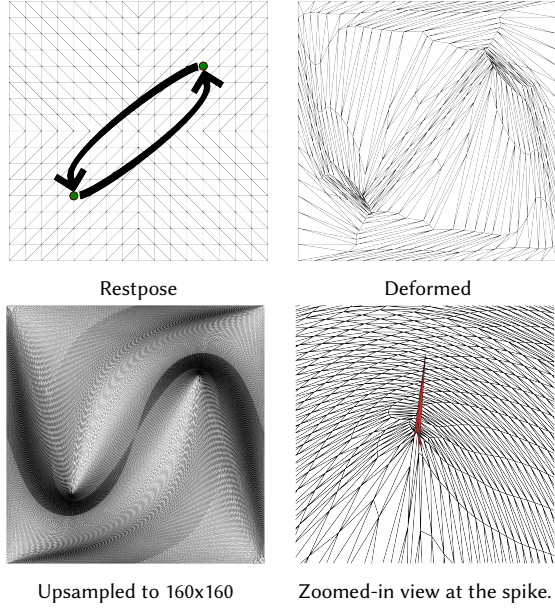 Restpose
Deformed
Upsampled to 160x160
Zoomed-in view at the spike.